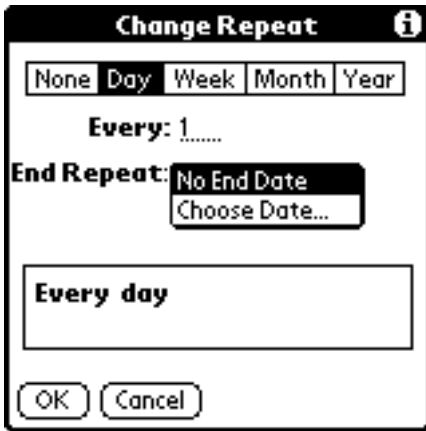 Change Repeat i
None Day Week Month Year
Every: 1
End Repeat: No End Date
Choose Date...
Every day
OK Cancel